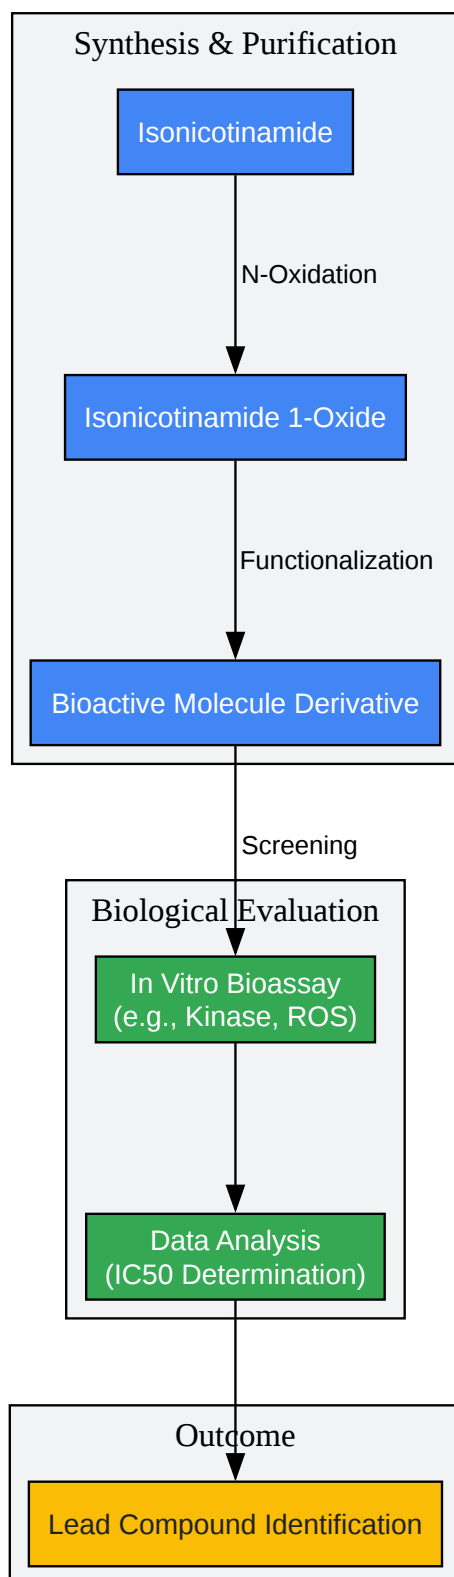 Synthesis & Purification
Isonicotinamide
N-Oxidation
Isonicotinamide 1-Oxide
Functionalization
Bioactive Molecule Derivative
Screening
Biological Evaluation
In Vitro Bioassay
(e.g., Kinase, ROS)
Data Analysis
(IC50 Determination)
Outcome
Lead Compound Identification